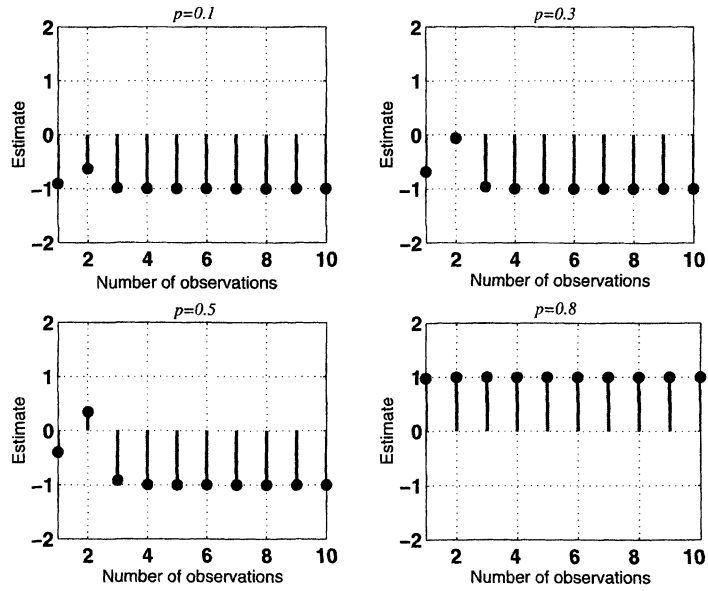 p=0.1
2
1
0
−1
−2
Estimate
2 4 6 8 10
Number of observations
p=0.3
2
1
0
−1
−2
Estimate
2 4 6 8 10
Number of observations
p=0.5
2
1
0
−1
−2
Estimate
2 4 6 8 10
Number of observations
p=0.8
2
1
0
−1
−2
Estimate
2 4 6 8 10
Number of observations